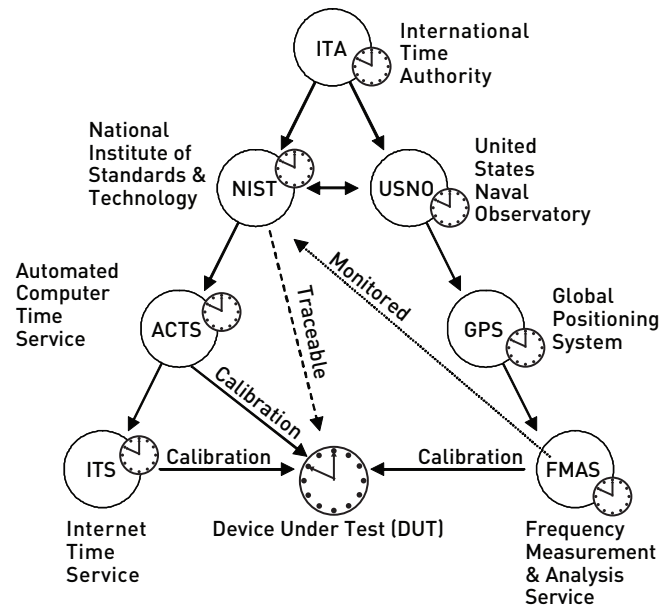 ITA
International
Time
Authority
National
Institute of
Standards &
Technology
NIST
USNO
United
States
Naval
Observatory
Automated
Computer
Time
Service
ACTS
Traceable
Monitored
GPS
Global
Positioning
System
Calibration
ITS
Calibration
Calibration
FMAS
Internet
Time
Service
Device Under Test (DUT)
Frequency
Measurement
& Analysis
Service